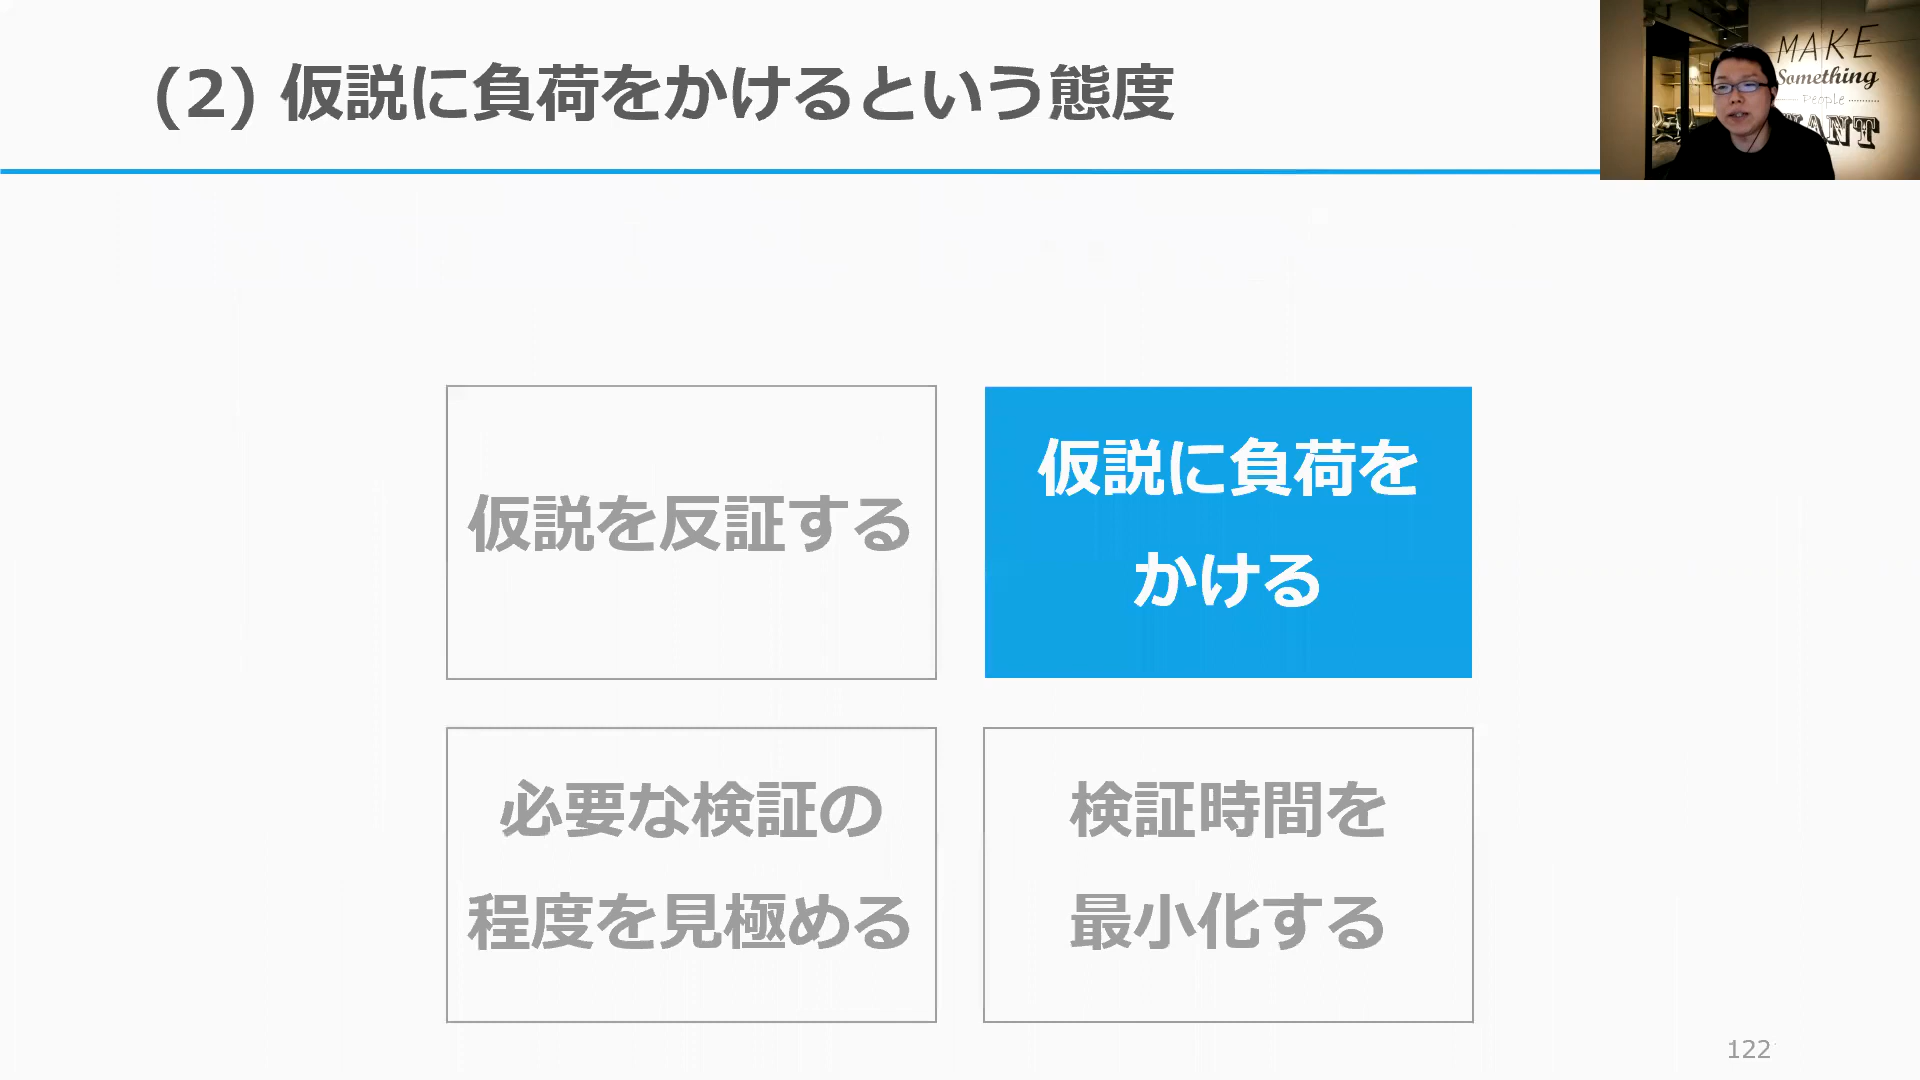 (2) 仮説に負荷をかけるという態度
MAKE
Something
People
ANT
仮説を反証する
仮説に負荷を
かける
必要な検証の
程度を見極める
検証時間を
最小化する
122